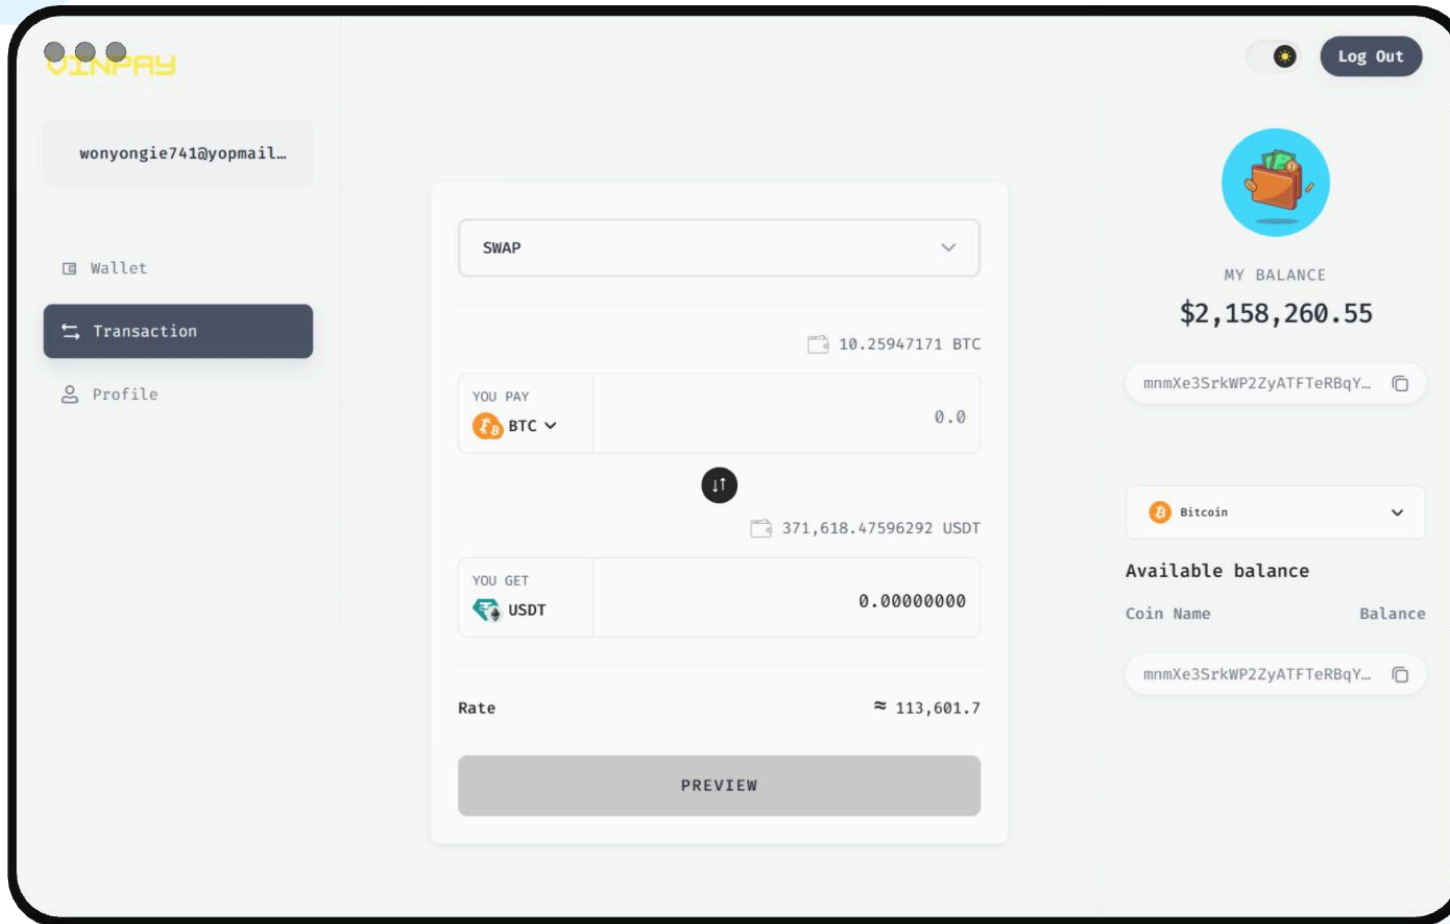 VINPAY
Log Out
wonyongie741@yopmail…
Wallet
Transaction
Profile
SWAP
10.25947171 BTC
YOU PAY
BTC
0.0
371,618.47596292 USDT
YOU GET
USDT
0.00000000
Rate
≈ 113,601.7
PREVIEW
MY BALANCE
$2,158,260.55
mnmXe3SrkWP2ZyATFTeRBqY…
Bitcoin
Available balance
Coin Name Balance
mnmXe3SrkWP2ZyATFTeRBqY…